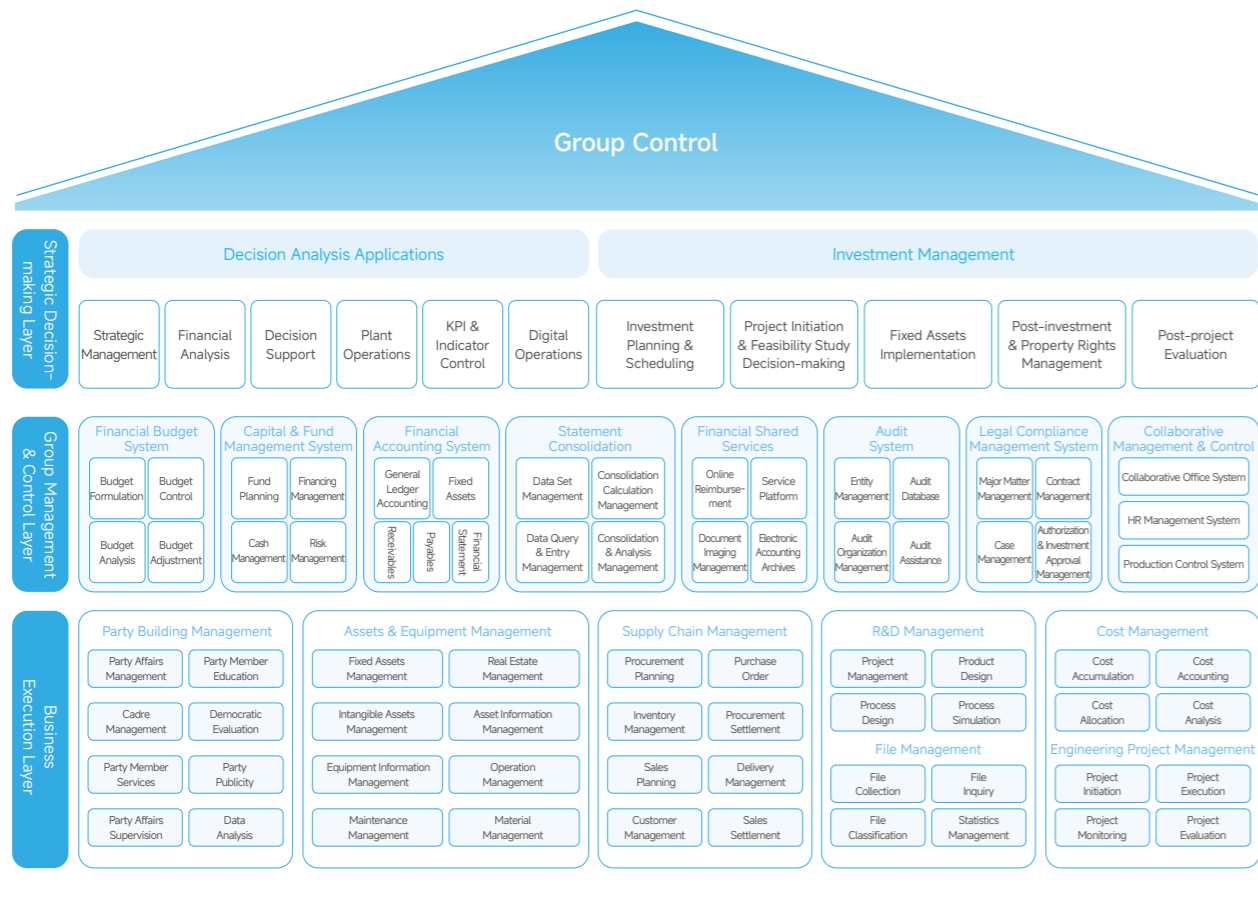 Group Control
Strategic Decision-
making Layer
Decision Analysis Applications
Investment Management
Strategic
Management
Financial
Analysis
Decision
Support
Plant
Operations
KPI &
Indicator
Control
Digital
Operations
Investment
Planning &
Scheduling
Project Initiation
& Feasibility Study
Decision-making
Fixed Assets
Implementation
Post-investment
& Property Rights
Management
Post-project
Evaluation
Group Management
& Control Layer
Financial Budget
System
Budget
Formulation
Budget
Control
Budget
Analysis
Budget
Adjustment
Capital & Fund
Management System
Fund
Planning
Financing
Management
Cash
Management
Risk
Management
Financial
Accounting System
General
Ledger
Accounting
Fixed
Assets
Receivables
Payables
Financial
Statement
Statement
Consolidation
Data Set
Management
Consolidation
Calculation
Management
Data Query
& Entry
Management
Consolidation
& Analysis
Management
Financial Shared
Services
Online
Reimburse-
ment
Service
Platform
Document
Imaging
Management
Electronic
Accounting
Archives
Audit
System
Entity
Management
Audit
Database
Audit
Organization
Management
Audit
Assistance
Legal Compliance
Management System
Major Matter
Management
Contract
Management
Case
Management
Authorization
& Investment
Approval
Management
Collaborative
Management & Control
Collaborative Office System
HR Management System
Production Control System
Business
Execution Layer
Party Building Management
Party Affairs
Management
Party Member
Education
Cadre
Management
Democratic
Evaluation
Party Member
Services
Party
Publicity
Party Affairs
Supervision
Data
Analysis
Assets & Equipment Management
Fixed Assets
Management
Real Estate
Management
Intangible Assets
Management
Asset Information
Management
Equipment Information
Management
Operation
Management
Maintenance
Management
Material
Management
Supply Chain Management
Procurement
Planning
Purchase
Order
Inventory
Management
Procurement
Settlement
Sales
Planning
Delivery
Management
Customer
Management
Sales
Settlement
R&D Management
Project
Management
Product
Design
Process
Design
Process
Simulation
File Management
File
Collection
File
Inquiry
File
Classification
Statistics
Management
Cost Management
Cost
Accumulation
Cost
Accounting
Cost
Allocation
Cost
Analysis
Engineering Project Management
Project
Initiation
Project
Execution
Project
Monitoring
Project
Evaluation